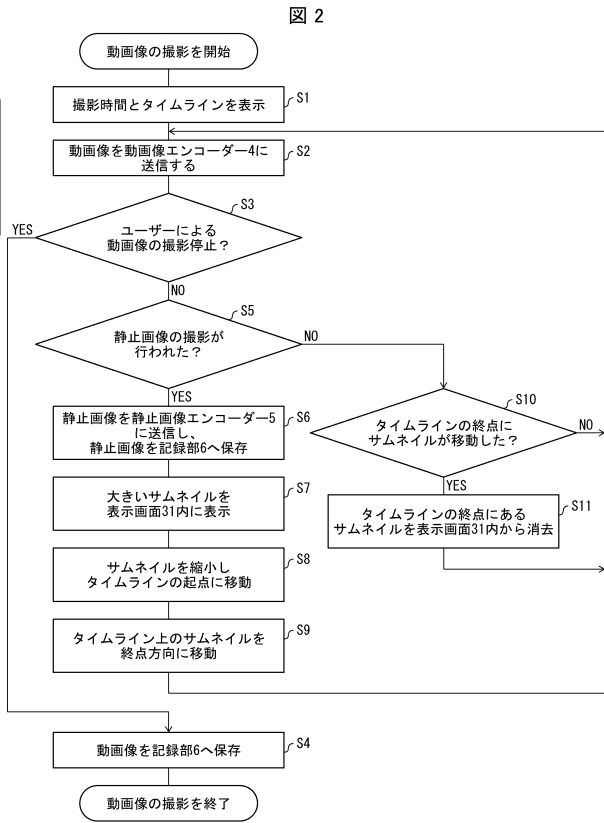 図 2
動画像の撮影を開始
S1
撮影時間とタイムラインを表示
S2
動画像を動画像エンコーダー4に
送信する
S3
YES
ユーザーによる
動画像の撮影停止？
NO
S5
静止画像の撮影が
行われた？
NO
YES
S10
タイムラインの終点に
サムネイルが移動した？
NO
YES
S6
静止画像を静止画像エンコーダー5
に送信し、
静止画像を記録部6へ保存
S11
タイムラインの終点にある
サムネイルを表示画面31内から消去
S7
大きいサムネイルを
表示画面31内に表示
S8
サムネイルを縮小し
タイムラインの起点に移動
S9
タイムライン上のサムネイルを
終点方向に移動
S4
動画像を記録部6へ保存
動画像の撮影を終了